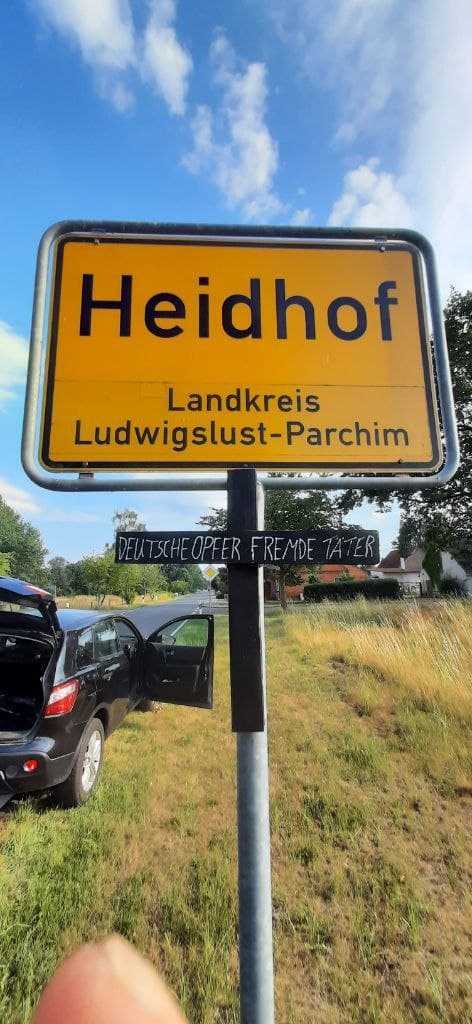 Heidhof
Landkreis
Ludwigslust-Parchim
DEUTSCHE OPFER FREMDE TÄTER